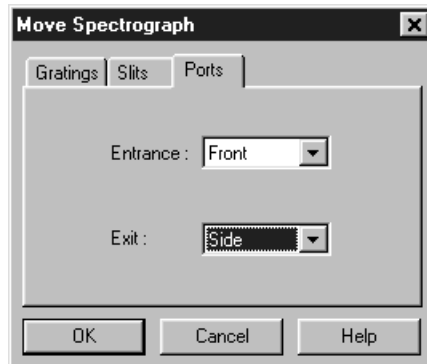 Move Spectrograph
Gratings Slits Ports
Entrance : Front
Exit : Side
OK Cancel Help